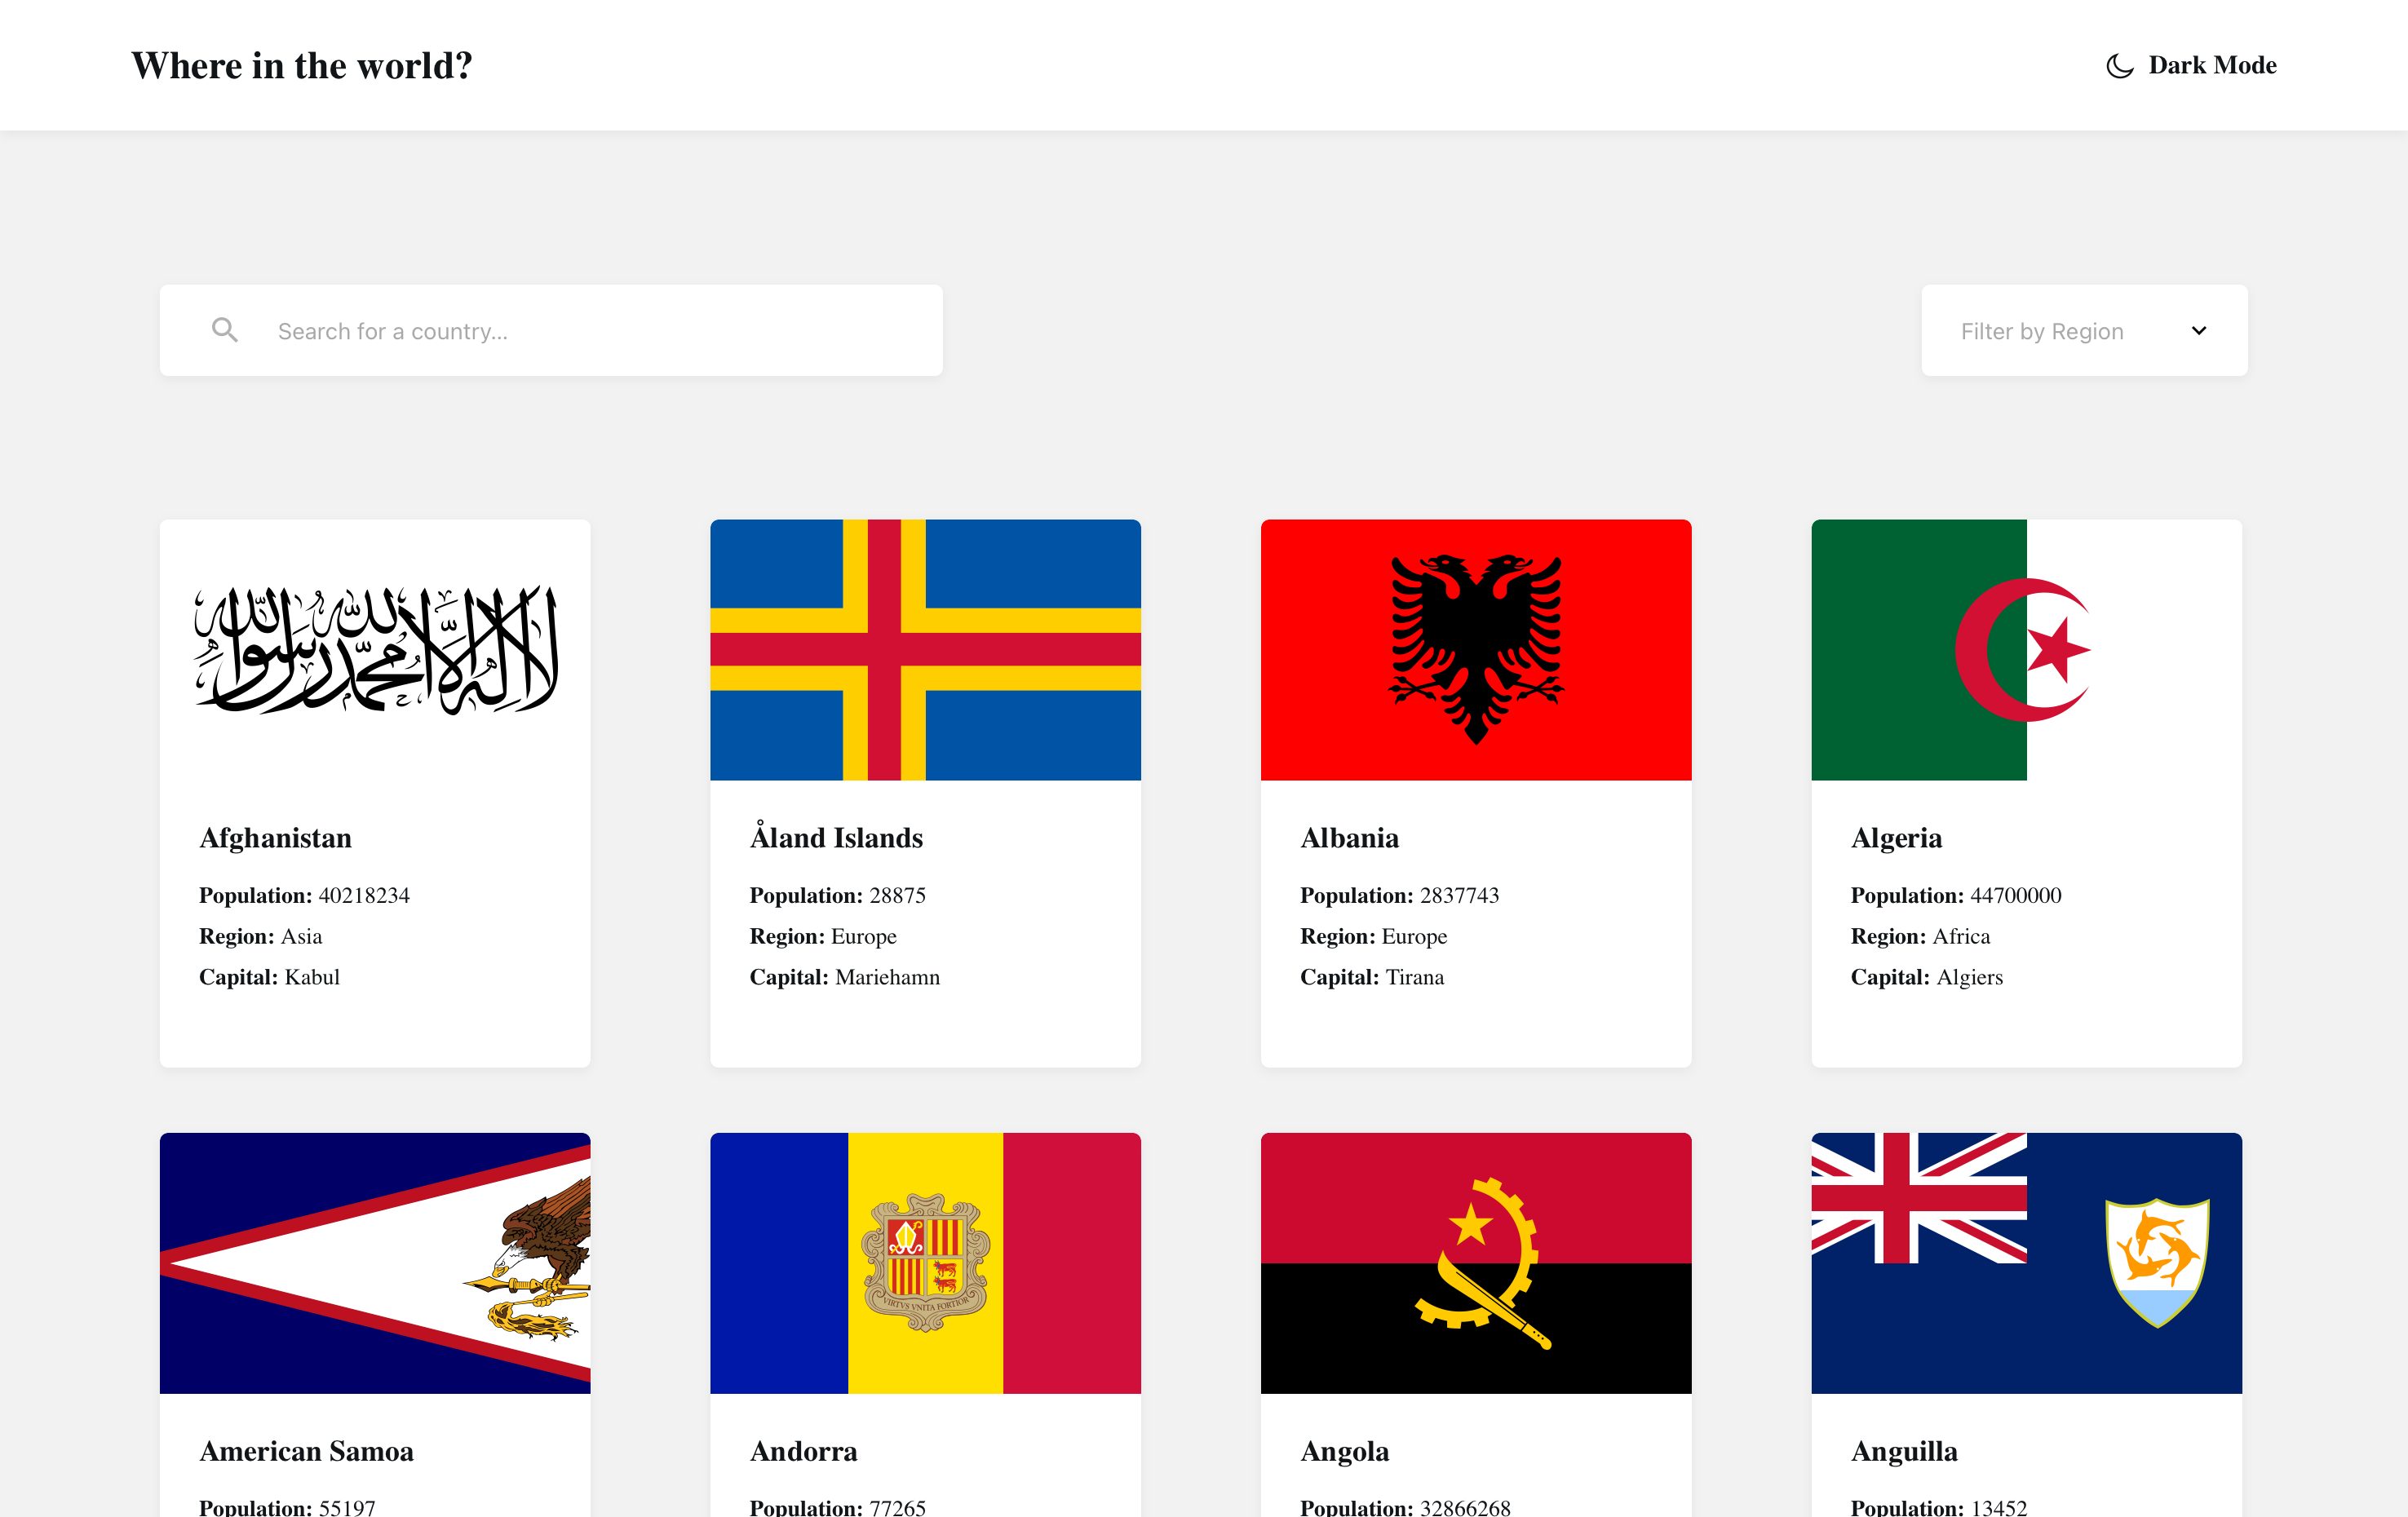 Where in the world?
Dark Mode
Search for a country...
Filter by Region
لا إله إلا الله محمد رسول الله
Afghanistan
Population: 40218234
Region: Asia
Capital: Kabul
Åland Islands
Population: 28875
Region: Europe
Capital: Mariehamn
Albania
Population: 2837743
Region: Europe
Capital: Tirana
Algeria
Population: 44700000
Region: Africa
Capital: Algiers
VIRTVS VNITA FORTIOR
American Samoa
Population: 55197
Andorra
Population: 77265
Angola
Population: 32866268
Anguilla
Population: 13452